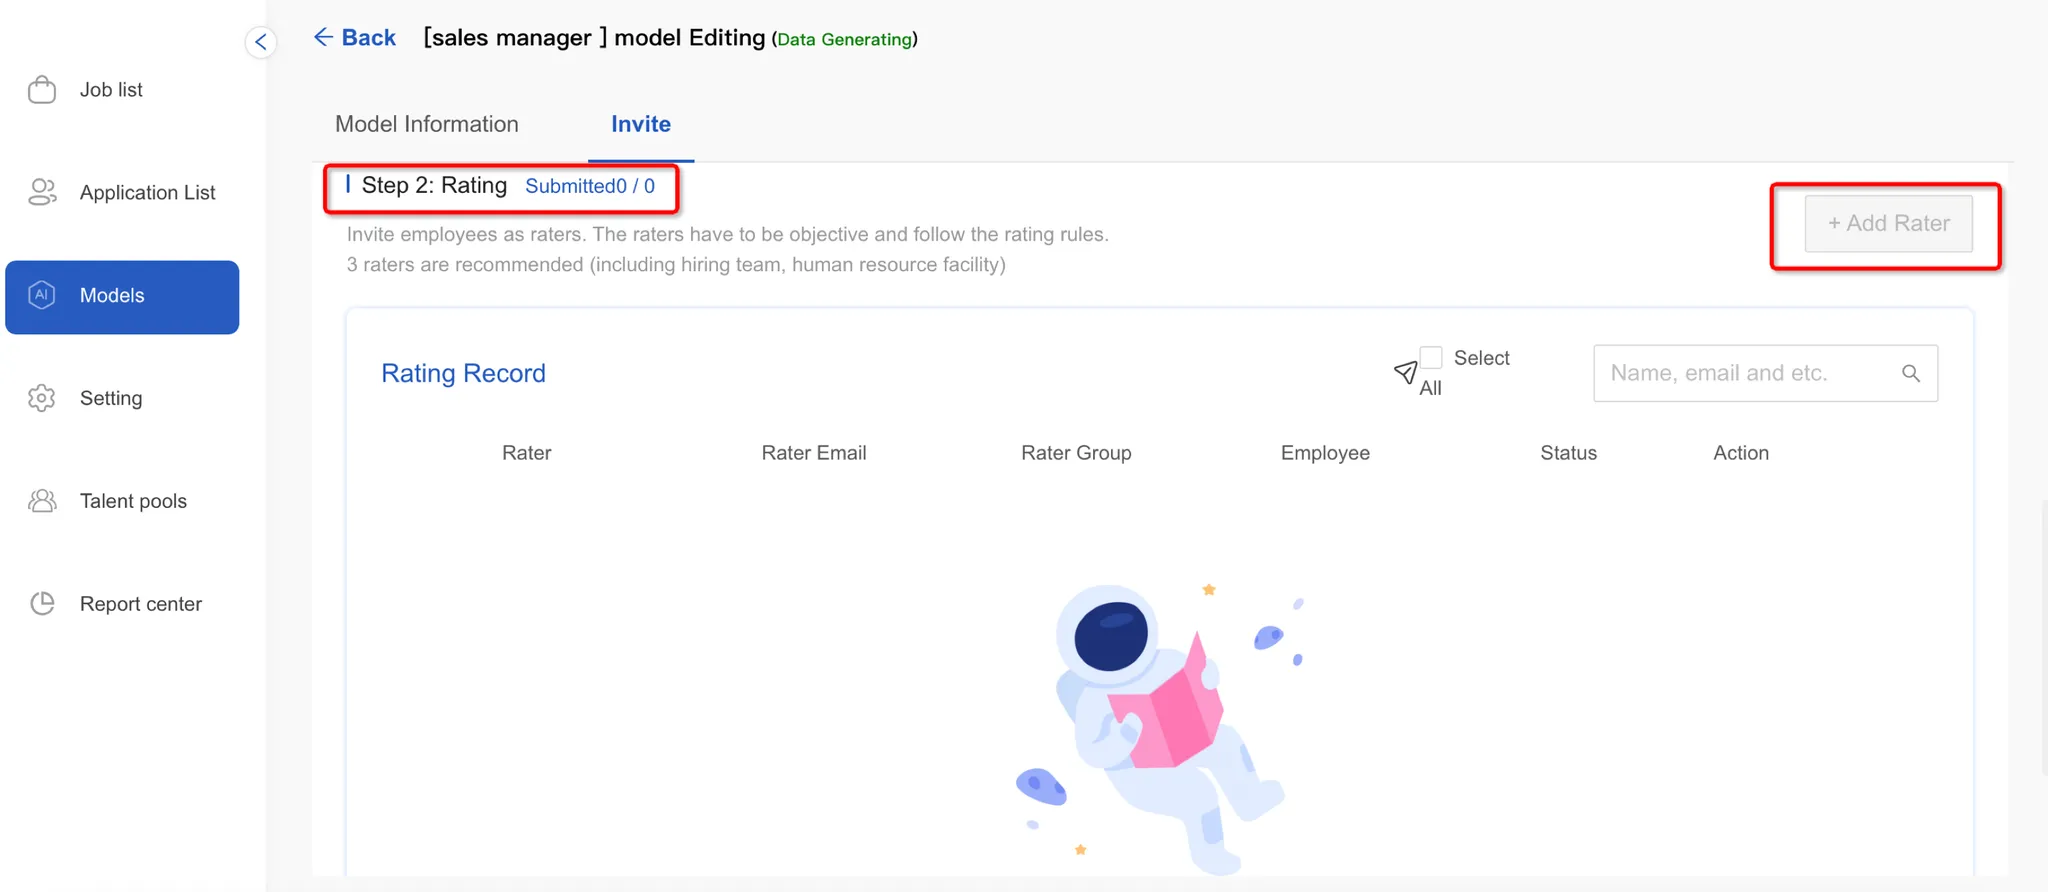 Back [sales manager ] model Editing (Data Generating)
Job list
Application List
AI Models
Setting
Talent pools
Report center
Model Information Invite
Step 2: Rating Submitted0 / 0
Invite employees as raters. The raters have to be objective and follow the rating rules.
3 raters are recommended (including hiring team, human resource facility)
+ Add Rater
Rating Record
Select
All
Name, email and etc.
Rater Rater Email Rater Group Employee Status Action